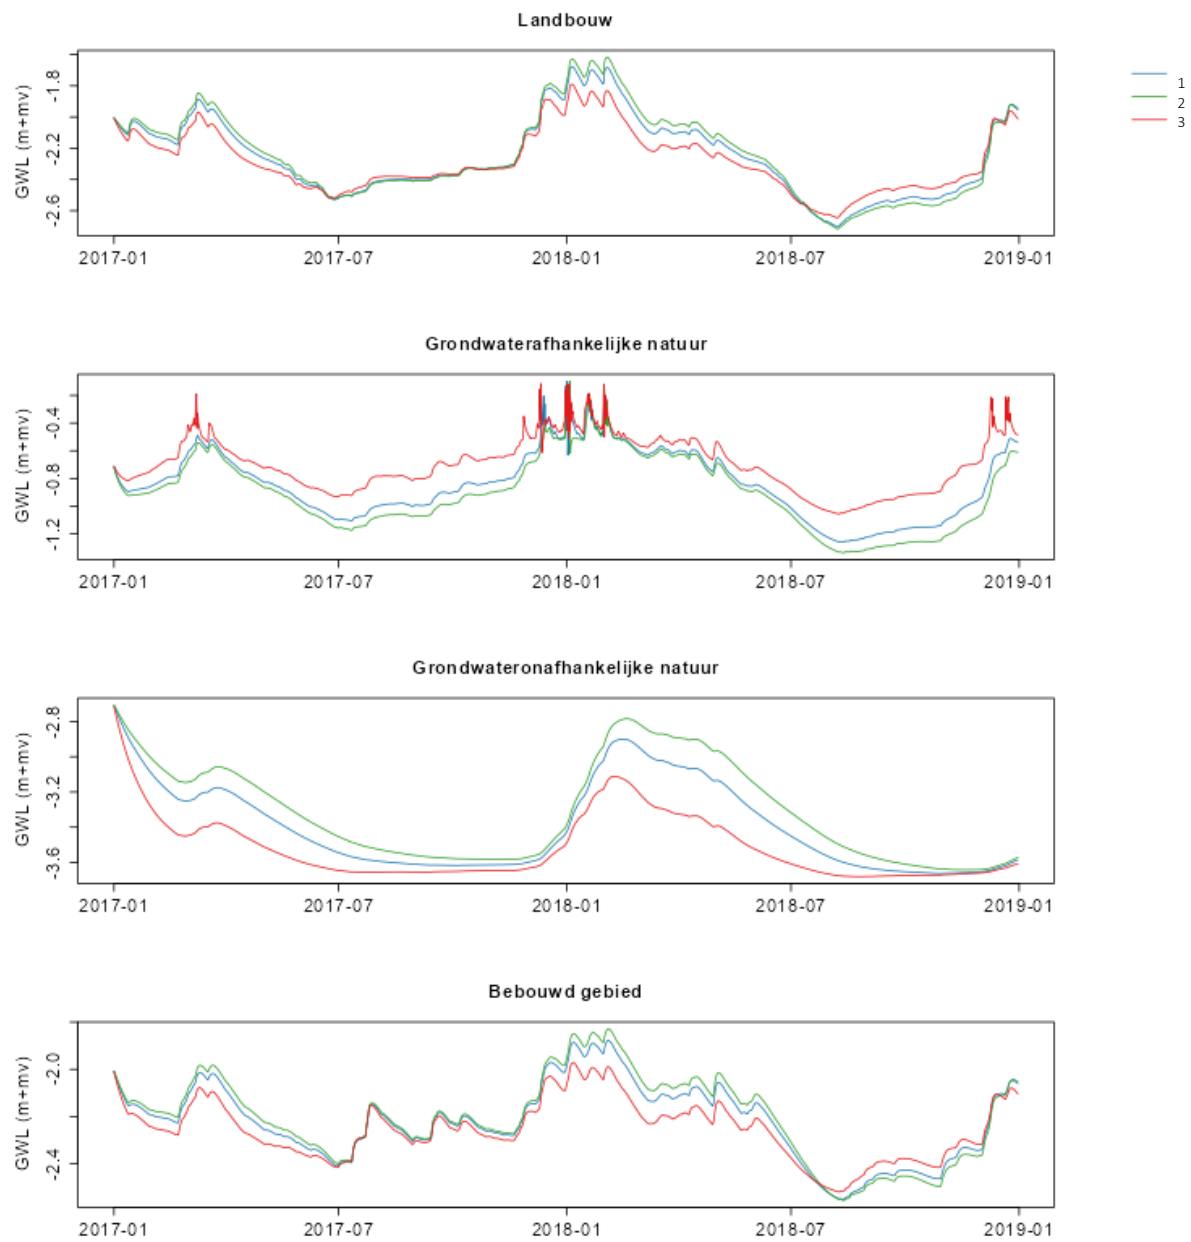 Landbouw
GWL (m+mv)
-1.8
-2.2
-2.6
2017-01 2017-07 2018-01 2018-07 2019-01
1
2
3
Grondwaterafhankelijke natuur
GWL (m+mv)
-0.4
-0.8
-1.2
2017-01 2017-07 2018-01 2018-07 2019-01
Grondwateronafhankelijke natuur
GWL (m+mv)
-2.8
-3.2
-3.6
2017-01 2017-07 2018-01 2018-07 2019-01
Bebouwd gebied
GWL (m+mv)
-2.0
-2.4
2017-01 2017-07 2018-01 2018-07 2019-01